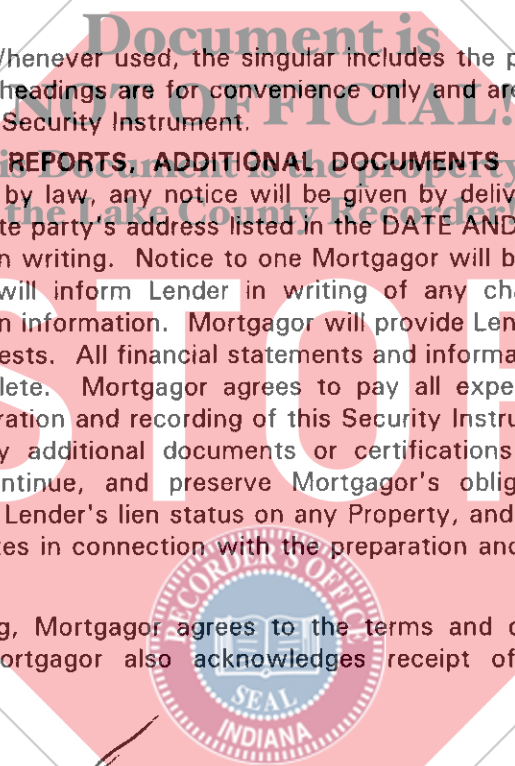 Document is
Whenever used, the singular includes the p
headings are for convenience only and are
NOT OFFICIAL!
Security Instrument.
REPORTS, ADDITIONAL DOCUMENTS
is Document is the property
by law, any notice will be given by deliv
the Lake County Recorder!
te party's address listed in the DATE AND
n writing. Notice to one Mortgagor will b
will inform Lender in writing of any cha
n information. Mortgagor will provide Len
ests. All financial statements and informa
lete. Mortgagor agrees to pay all expe
ration and recording of this Security Instru
y additional documents or certifications
ntinue, and preserve Mortgagor's oblig
Lender's lien status on any Property, and
tes in connection with the preparation and
STOP
g, Mortgagor agrees to the terms and c
ortgagor also acknowledges receipt of
RECORDER'S OFFICE
SEAL
INDIANA